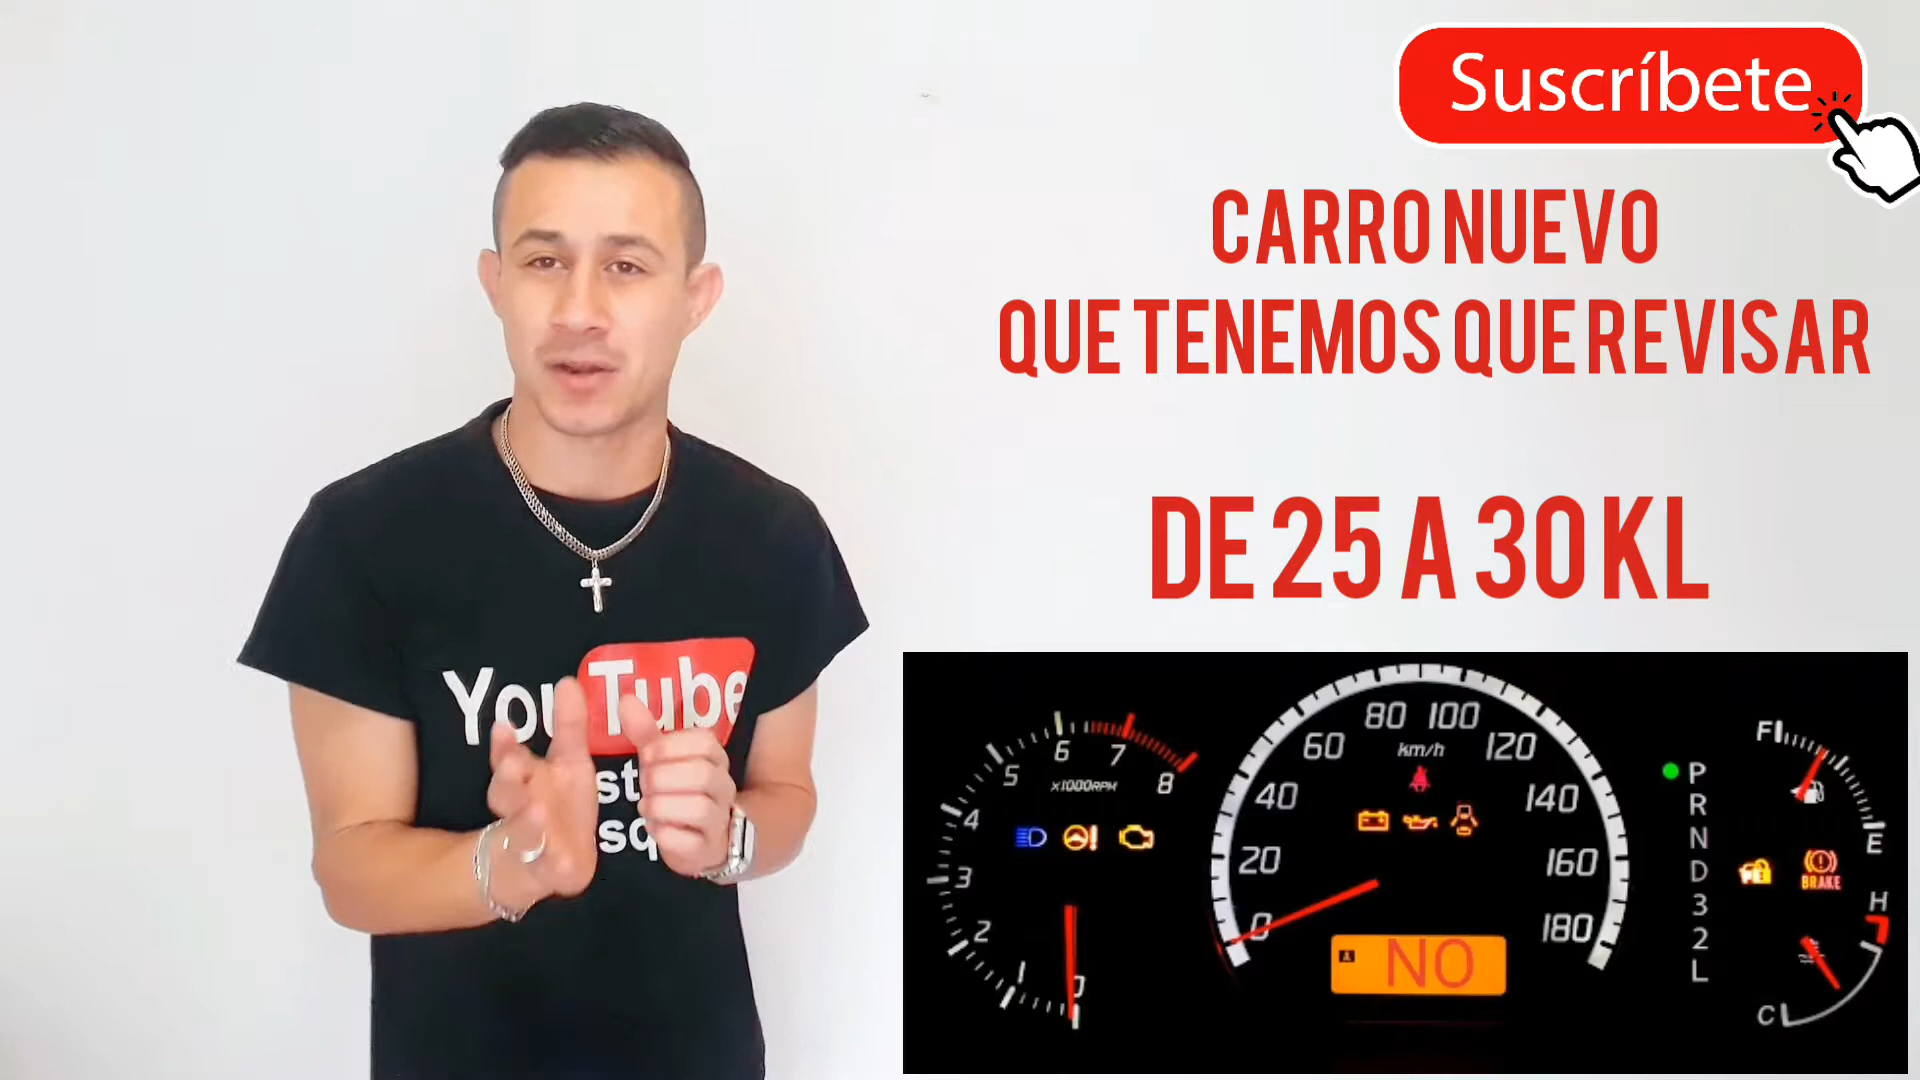 Suscríbete
CARRO NUEVO
QUE TENEMOS QUE REVISAR
DE 25 A 30 KL
YouTube
0 1 2 3 4 5 6 7 8
x1000RPM
0 20 40 60 80 100 120 140 160 180
km/h
A NO
P
R
N
D
3
2
L
F
E
BRAKE
H
C